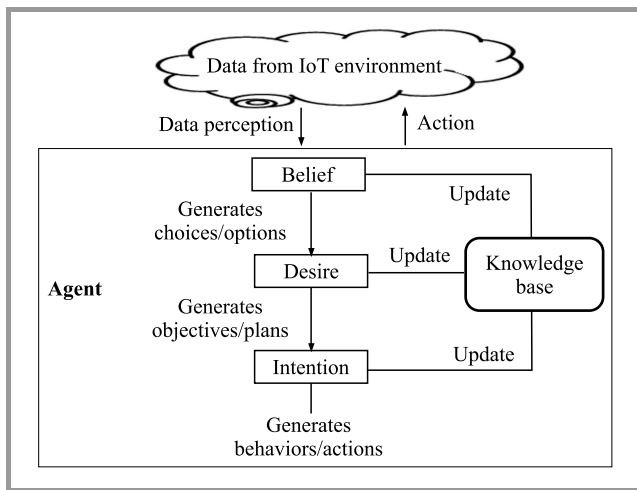 Data from IoT environment
Data perception
Action
Belief
Update
Generates
choices/options
Desire
Update
Knowledge
base
Agent
Generates
objectives/plans
Update
Intention
Generates
behaviors/actions